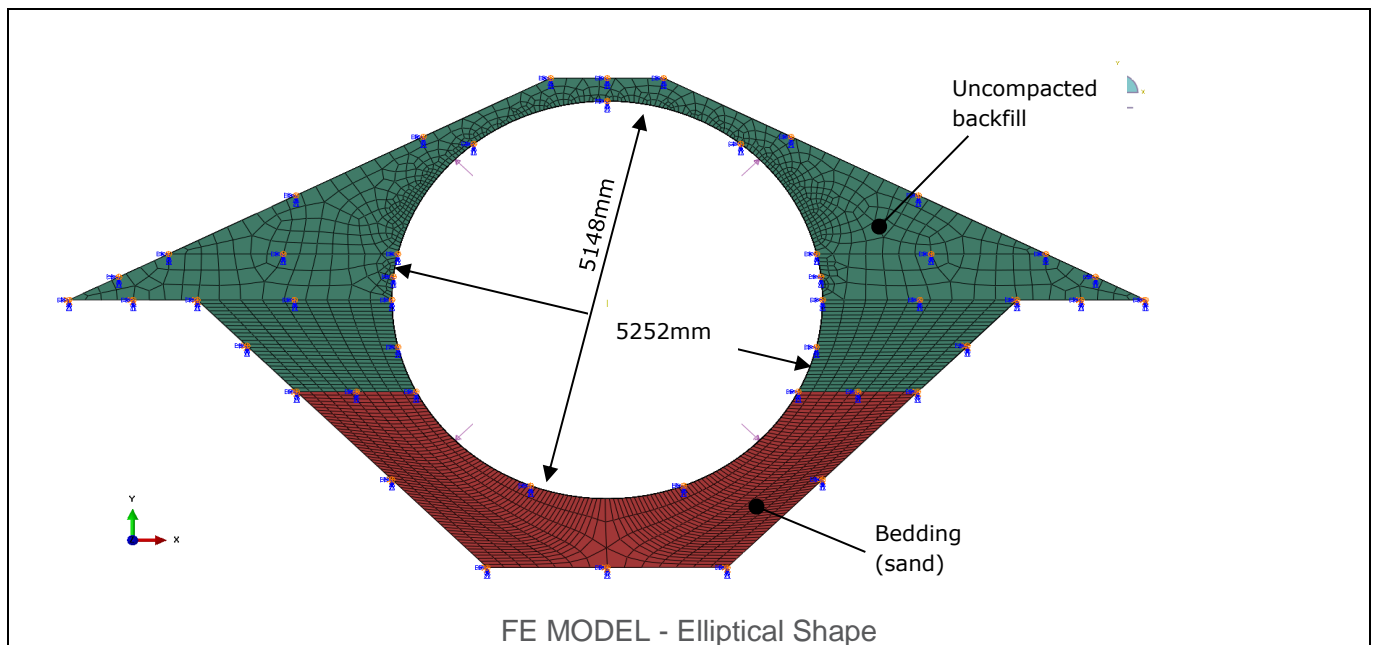 Uncompacted
backfill
5148mm
5252mm
Bedding
(sand)
Y
X
FE MODEL - Elliptical Shape